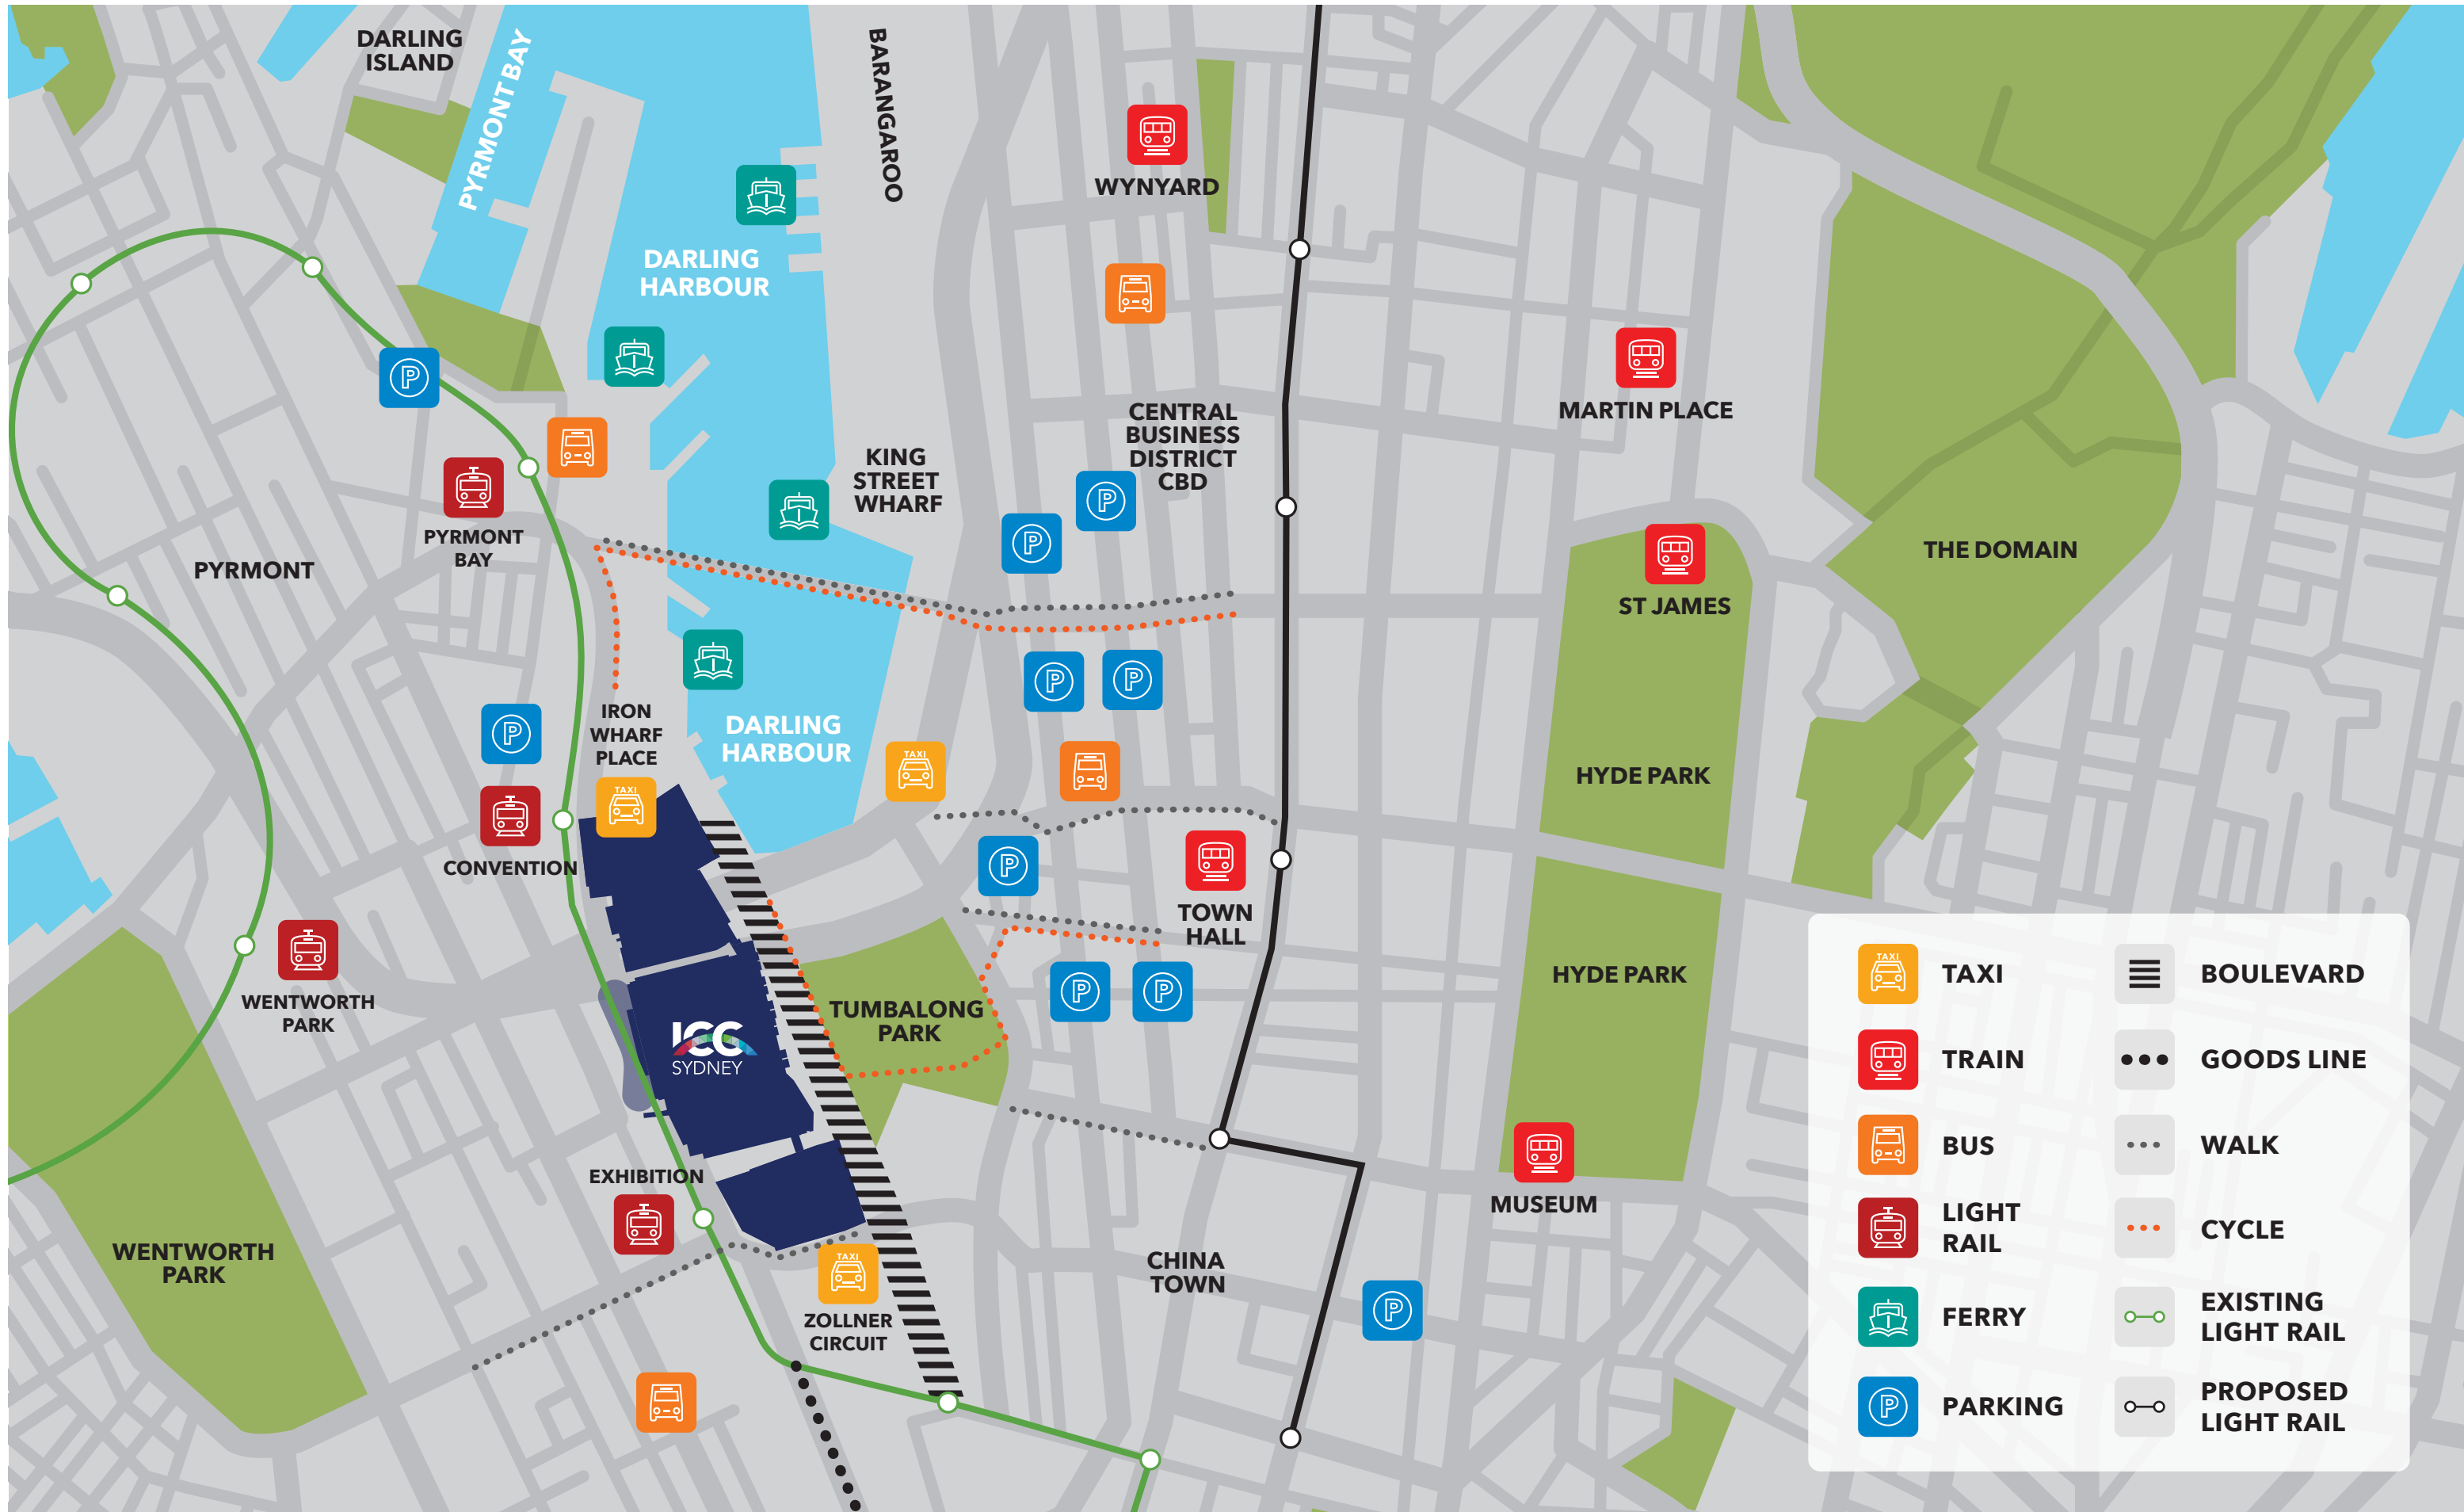 DARLING
ISLAND
PYRMONT BAY
BARANGAROO
WYNYARD
DARLING
HARBOUR
MARTIN PLACE
CENTRAL
BUSINESS
DISTRICT
CBD
KING
STREET
WHARF
P
P
P
PYRMONT
BAY
PYRMONT
THE DOMAIN
ST JAMES
P
P
IRON
WHARF
PLACE
P
DARLING
HARBOUR
TAXI
TAXI
HYDE PARK
CONVENTION
P
TOWN
HALL
WENTWORTH
PARK
TUMBALONG
PARK
P
P
HYDE PARK
ICC
SYDNEY
EXHIBITION
MUSEUM
WENTWORTH
PARK
TAXI
ZOLLNER
CIRCUIT
CHINA
TOWN
P
TAXI
TAXI
TRAIN
BUS
LIGHT
RAIL
FERRY
P
PARKING
BOULEVARD
GOODS LINE
WALK
CYCLE
EXISTING
LIGHT RAIL
PROPOSED
LIGHT RAIL